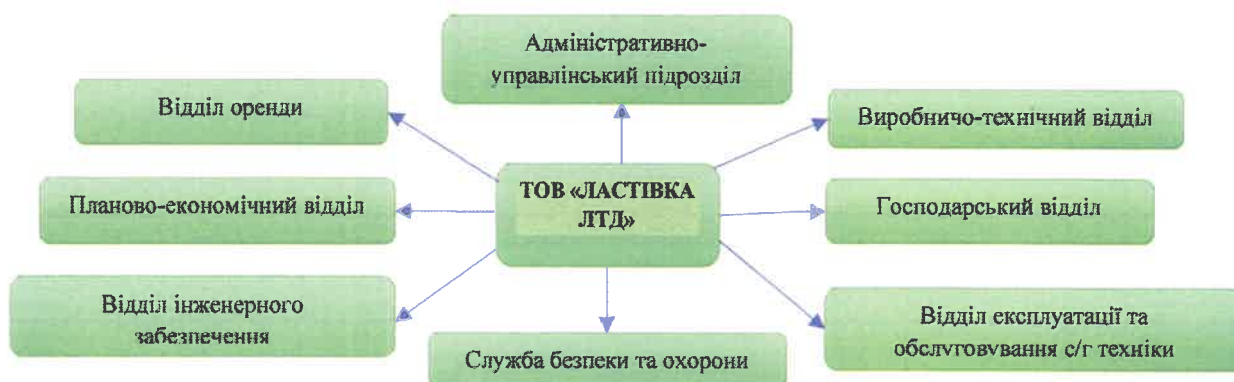 Адміністративно-
управлінський підрозділ
Відділ оренди
Виробничо-технічний відділ
ТОВ «ЛАСТІВКА
ЛТД»
Планово-економічний відділ
Господарський відділ
Відділ інженерного
забезпечення
Відділ експлуатації та
обслуговування с/г техніки
Служба безпеки та охорони